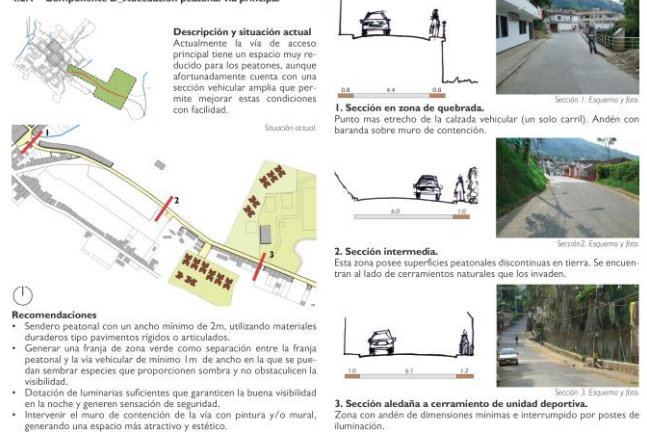 Descripción y situación actual
Actualmente la vía de acceso
principal tiene un espacio muy re-
ducido para los peatones, aunque
afortunadamente cuenta con una
sección vehicular amplia que per-
mite mejorar estas condiciones
con facilidad.
Situación actual.
1
2
3
Recomendaciones
• Sendero peatonal con un ancho mínimo de 2m, utilizando materiales
duraderos tipo pavimentos rígidos o articulados.
• Generar una franja de zona verde como separación entre la franja
peatonal y la vía vehicular de mínimo 1m de ancho en la que se pue-
dan sembrar especies que proporcionen sombra y no obstaculicen la
visibilidad.
• Dotación de luminarias suficientes que garanticen la buena visibilidad
en la noche y generen sensación de seguridad.
• Intervenir el muro de contención de la vía con pintura y/o mural,
generando una espacio más atractivo y estético.
0.8 4.4 0.8
Sección 1: Esquema y foto.
1. Sección en zona de quebrada.
Punto mas etrecho de la calzada vehicular (un solo carril). Andén con
baranda sobre muro de contención.
6.0 1.0
Sección2. Esquema y foto.
2. Sección intermedia.
Esta zona posee superficies peatonales discontinuas en tierra. Se encuen-
tran al lado de cerramientos naturales que los invaden.
1.0 6.1 1.2
Sección 3. Esquema y foto.
3. Sección aledaña a cerramiento de unidad deportiva.
Zona con andén de dimensiones mínimas e interrumpido por postes de
iluminación.